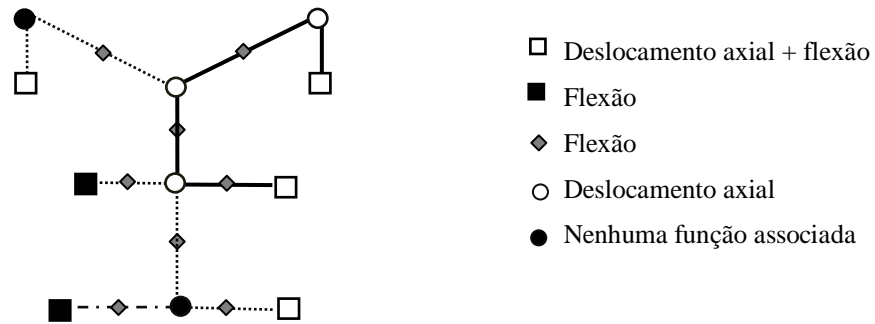 Deslocamento axial + flexão
Flexão
Flexão
Deslocamento axial
Nenhuma função associada